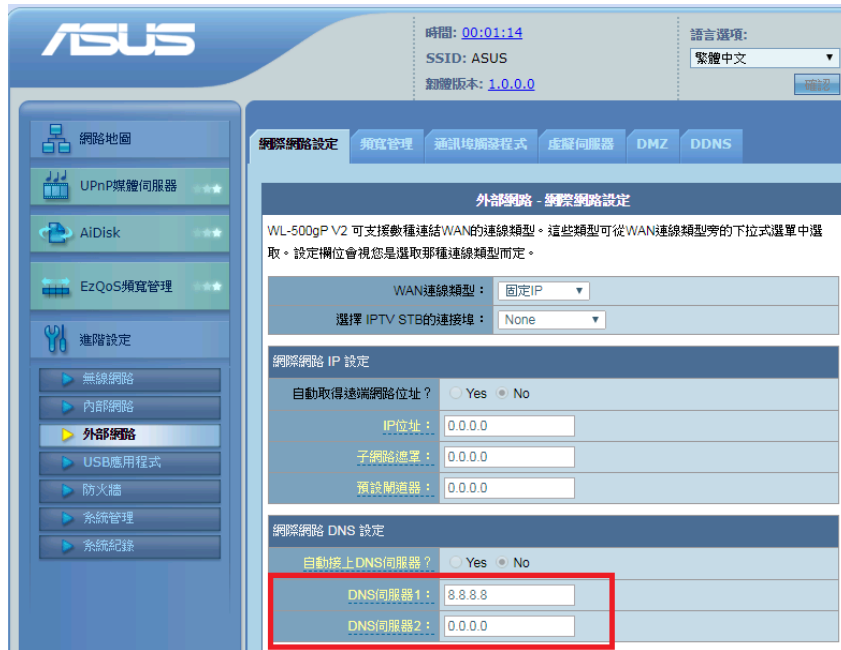 ASUS
時間: 00:01:14
SSID: ASUS
韌體版本: 1.0.0.0
語言選項:
繁體中文
確認
網路地圖
UPnP媒體伺服器
AiDisk
EzQoS頻寬管理
進階設定
無線網路
內部網路
外部網路
USB應用程式
防火牆
系統管理
系統紀錄
網際網路設定 頻寬管理 通訊埠觸發程式 虛擬伺服器 DMZ DDNS
外部網路 - 網際網路設定
WL-500gP V2 可支援數種連結WAN的連線類型。這些類型可從WAN連線類型旁的下拉式選單中選
取。設定欄位會視您是選取那種連線類型而定。
WAN連線類型： 固定IP
選擇 IPTV STB的連接埠： None
網際網路 IP 設定
自動取得遠端網路位址？ Yes No
IP位址： 0.0.0.0
子網路遮罩： 0.0.0.0
預設閘道器： 0.0.0.0
網際網路 DNS 設定
自動接上DNS伺服器？ Yes No
DNS伺服器1： 8.8.8.8
DNS伺服器2： 0.0.0.0